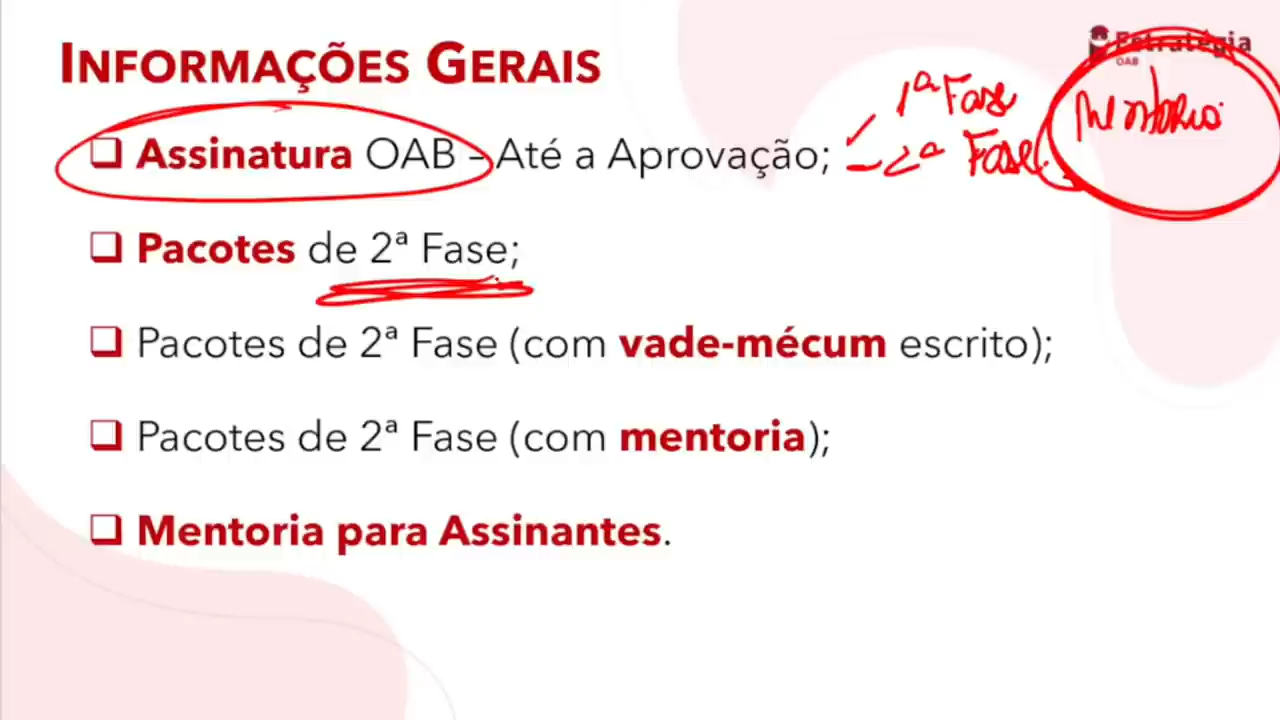 INFORMAÇÕES GERAIS
Estratégia
OAB
1ª Fase
mentoria
❑ Assinatura OAB – Até a Aprovação;
2ª Fase
❑ Pacotes de 2ª Fase;
❑ Pacotes de 2ª Fase (com vade-mécum escrito);
❑ Pacotes de 2ª Fase (com mentoria);
❑ Mentoria para Assinantes.